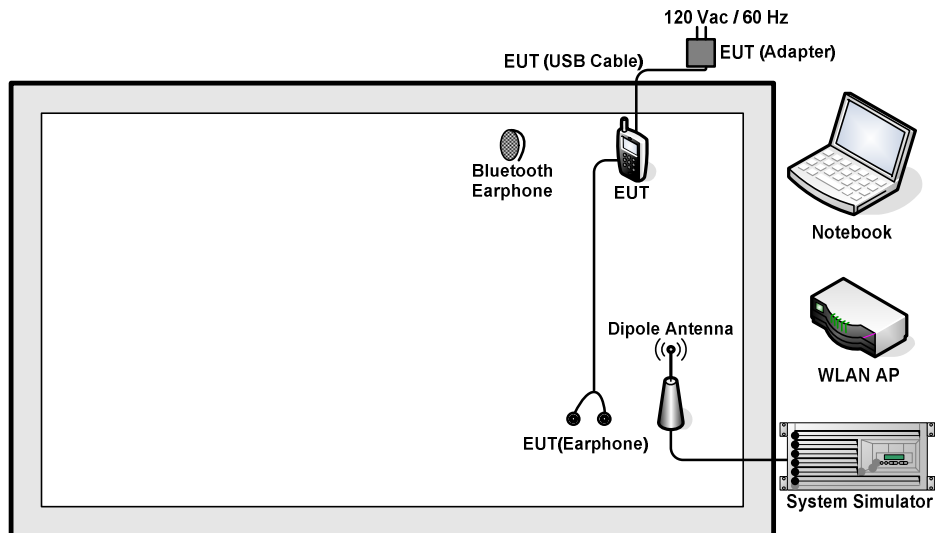 120 Vac / 60 Hz
EUT (USB Cable)
EUT (Adapter)
Bluetooth
Earphone
EUT
Notebook
Dipole Antenna
WLAN AP
EUT(Earphone)
System Simulator